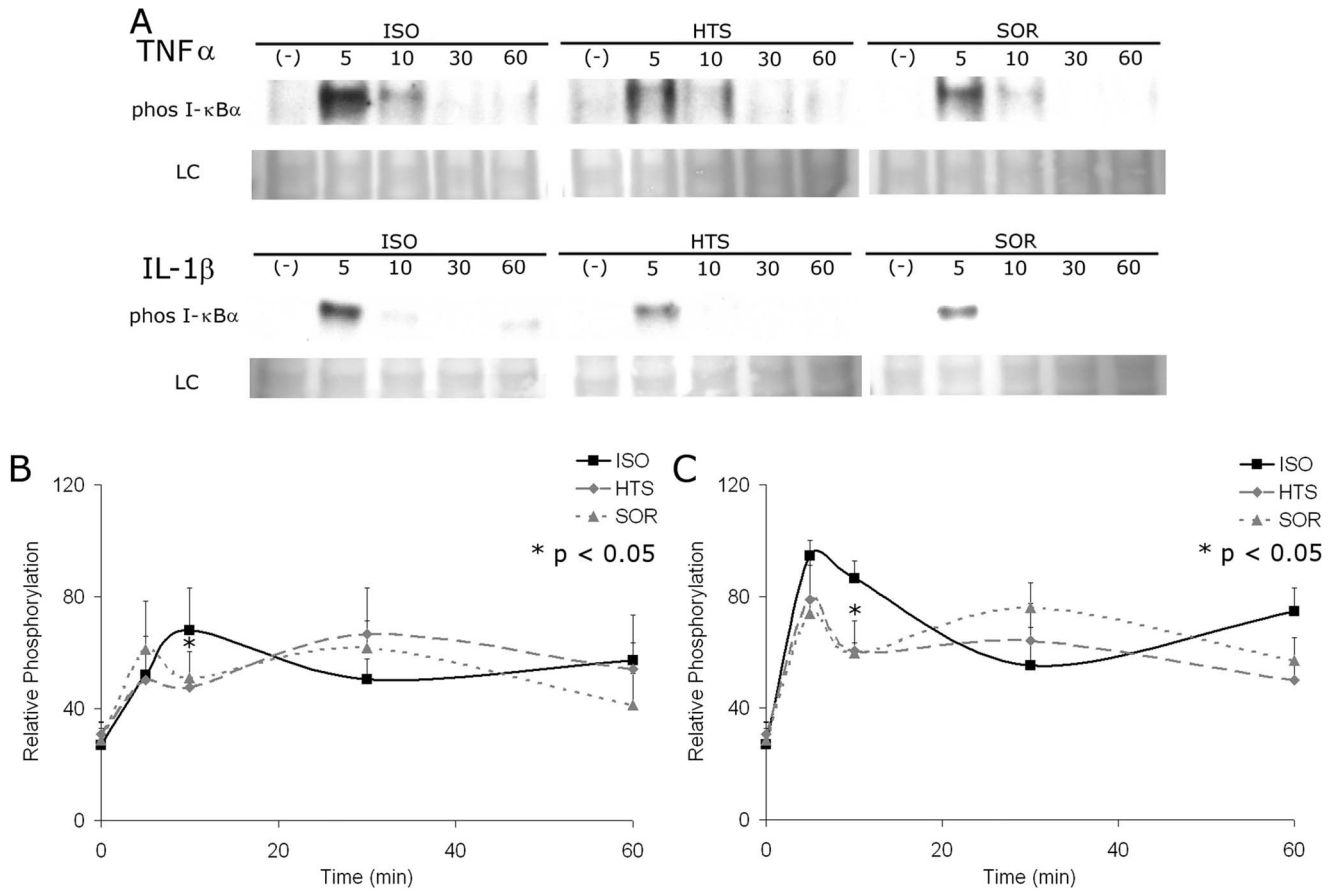 A
TNFα
ISO HTS SOR
(-) 5 10 30 60 (-) 5 10 30 60 (-) 5 10 30 60
phos I-κBα
LC
ISO HTS SOR
IL-1β
(-) 5 10 30 60 (-) 5 10 30 60 (-) 5 10 30 60
phos I-κBα
LC
B
ISO
HTS
SOR
* p < 0.05
Relative Phosphorylation
120
80
40
0
*
0 20 40 60
Time (min)
C
ISO
HTS
SOR
* p < 0.05
Relative Phosphorylation
120
80
40
0
*
0 20 40 60
Time (min)